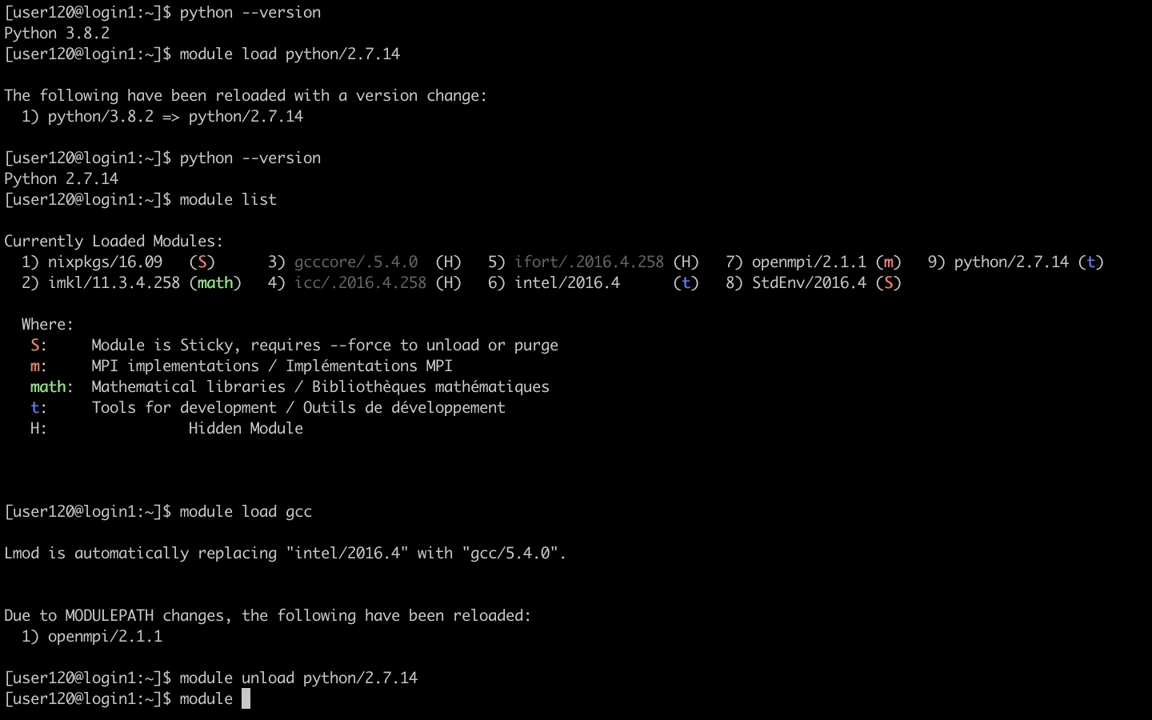 [user120@login1:~]$ python --version
Python 3.8.2
[user120@login1:~]$ module load python/2.7.14
The following have been reloaded with a version change:
1) python/3.8.2 => python/2.7.14
[user120@login1:~]$ python --version
Python 2.7.14
[user120@login1:~]$ module list
Currently Loaded Modules:
1) nixpkgs/16.09 (S) 3) gcccore/.5.4.0 (H) 5) ifort/.2016.4.258 (H) 7) openmpi/2.1.1 (m) 9) python/2.7.14 (t)
2) imkl/11.3.4.258 (math) 4) icc/.2016.4.258 (H) 6) intel/2016.4 (t) 8) StdEnv/2016.4 (S)
Where:
S: Module is Sticky, requires --force to unload or purge
m: MPI implementations / Implémentations MPI
math: Mathematical libraries / Bibliothèques mathématiques
t: Tools for development / Outils de développement
H: Hidden Module
[user120@login1:~]$ module load gcc
Lmod is automatically replacing "intel/2016.4" with "gcc/5.4.0".
Due to MODULEPATH changes, the following have been reloaded:
1) openmpi/2.1.1
[user120@login1:~]$ module unload python/2.7.14
[user120@login1:~]$ module